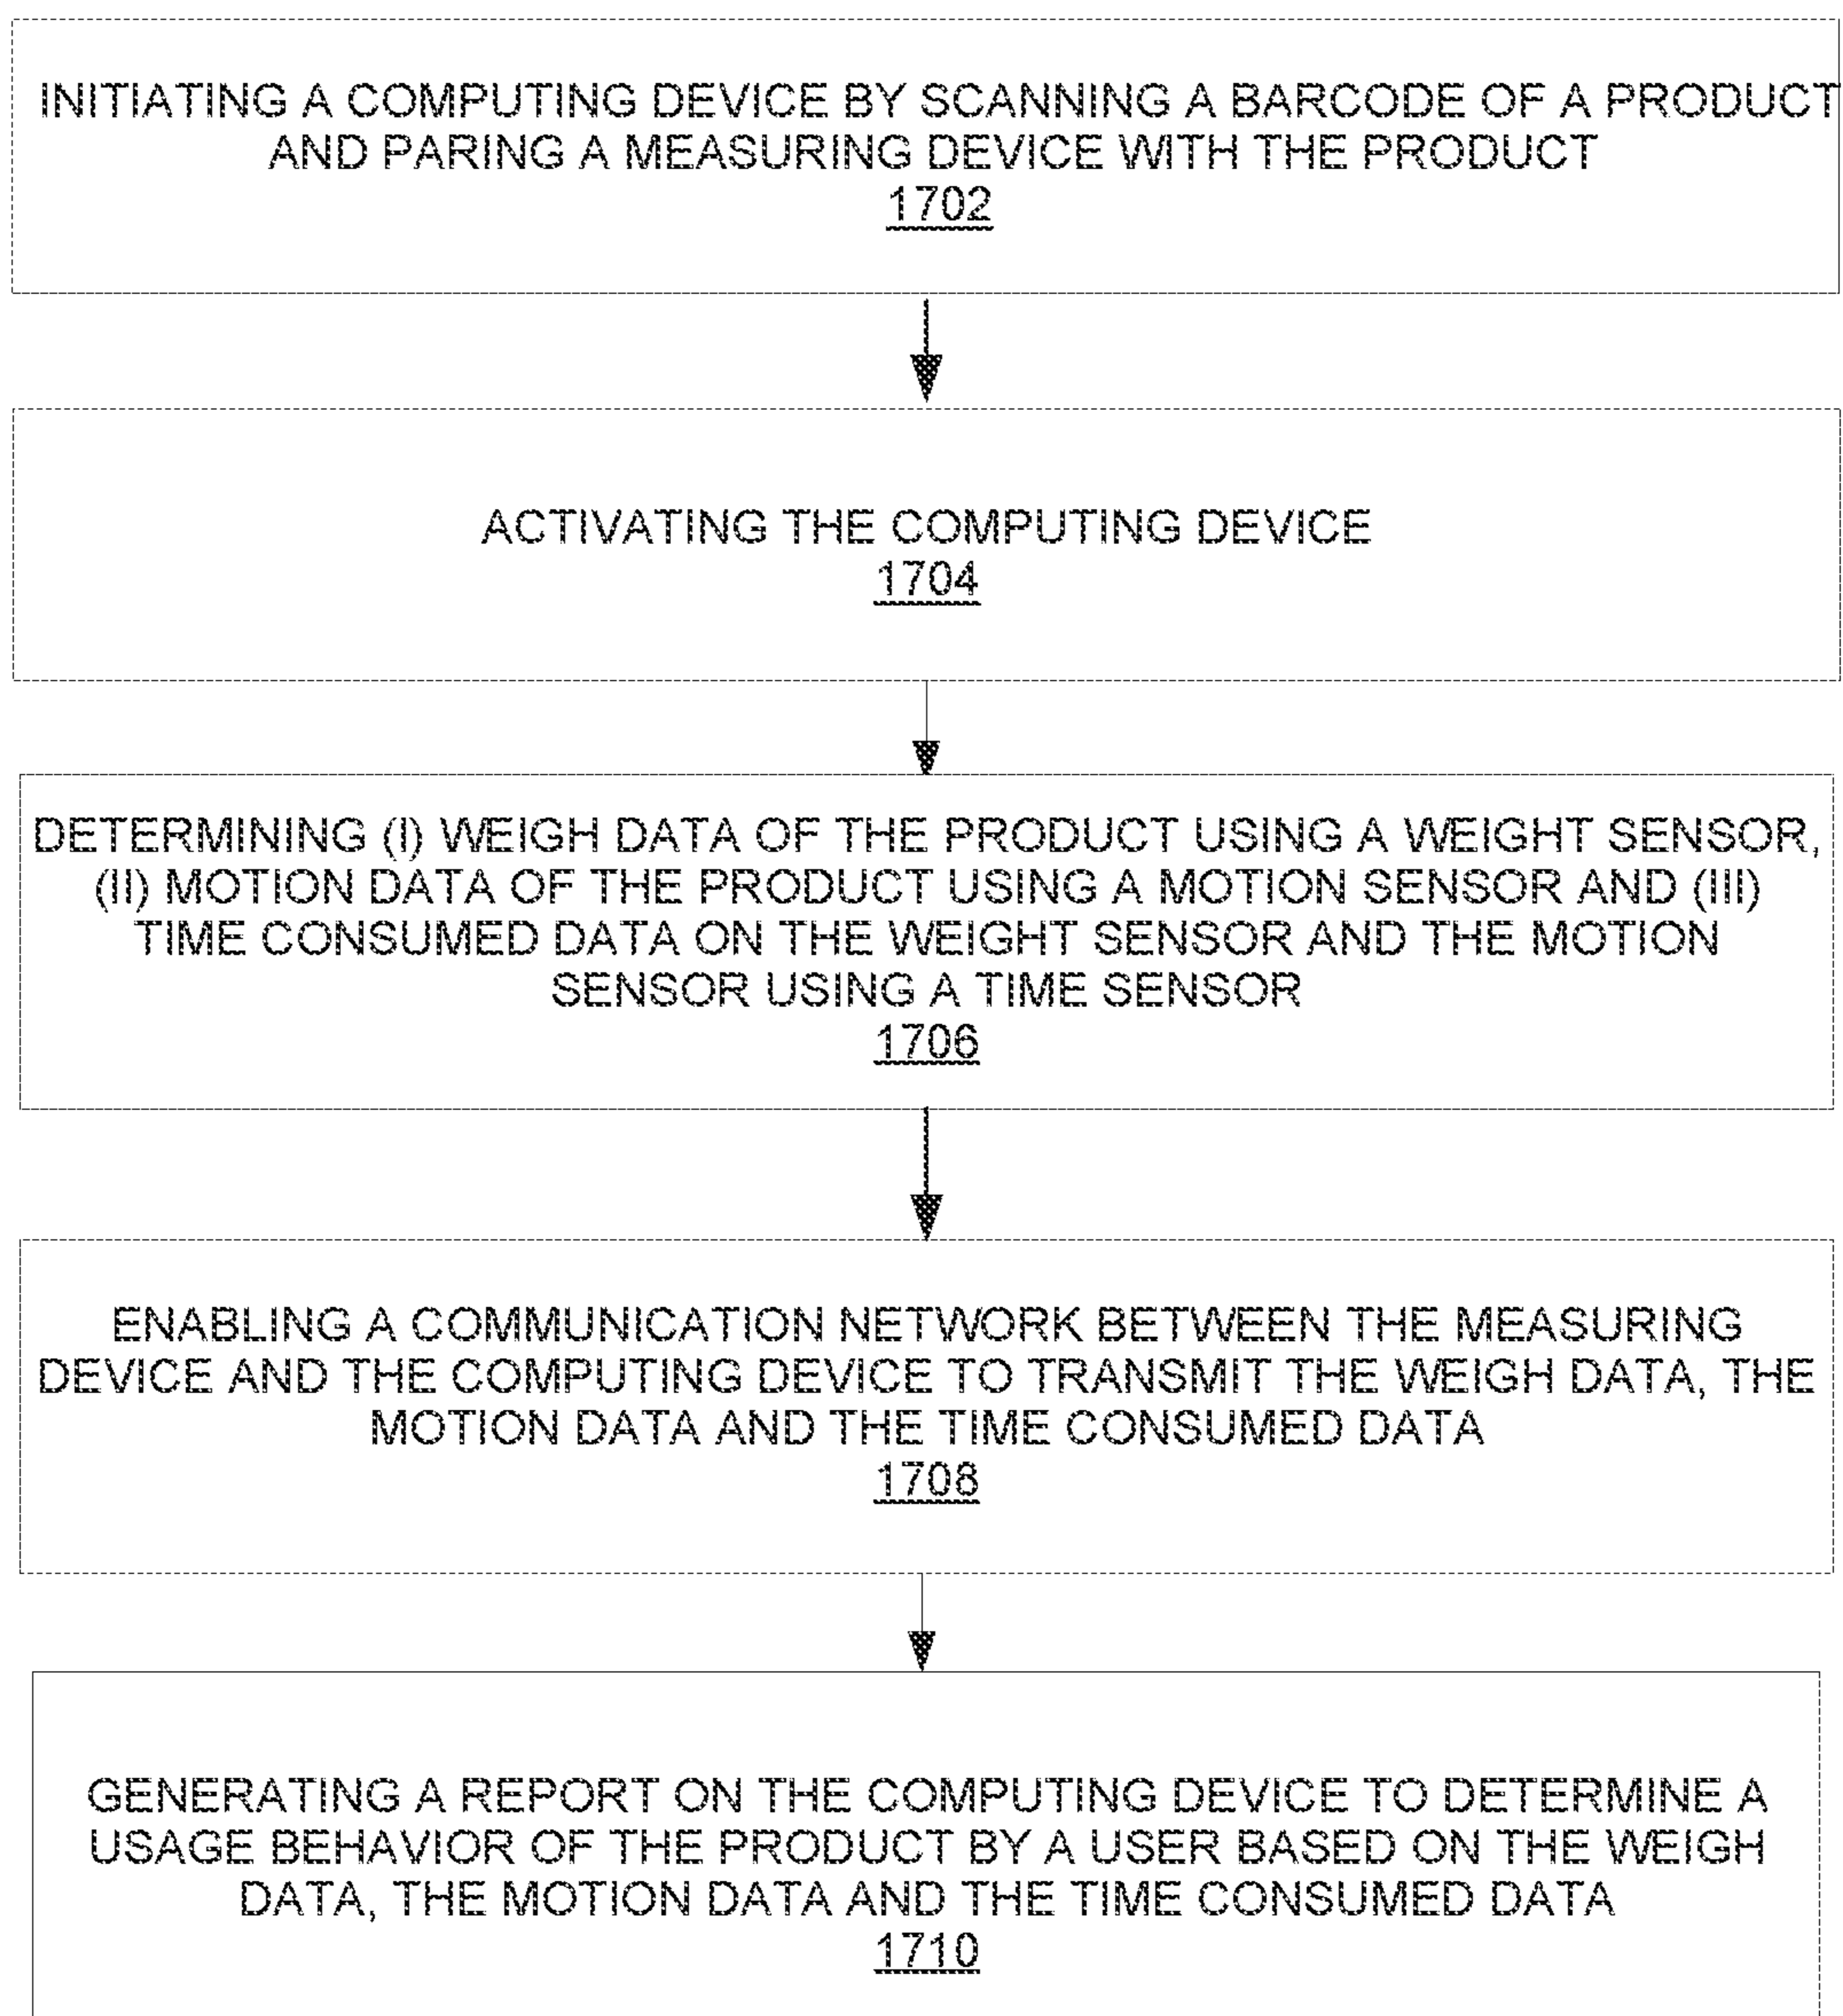 INITIATING A COMPUTING DEVICE BY SCANNING A BARCODE OF A PRODUCT
AND PARING A MEASURING DEVICE WITH THE PRODUCT
1702
ACTIVATING THE COMPUTING DEVICE
1704
DETERMINING (I) WEIGH DATA OF THE PRODUCT USING A WEIGHT SENSOR,
(II) MOTION DATA OF THE PRODUCT USING A MOTION SENSOR AND (III)
TIME CONSUMED DATA ON THE WEIGHT SENSOR AND THE MOTION
SENSOR USING A TIME SENSOR
1706
ENABLING A COMMUNICATION NETWORK BETWEEN THE MEASURING
DEVICE AND THE COMPUTING DEVICE TO TRANSMIT THE WEIGH DATA, THE
MOTION DATA AND THE TIME CONSUMED DATA
1708
GENERATING A REPORT ON THE COMPUTING DEVICE TO DETERMINE A
USAGE BEHAVIOR OF THE PRODUCT BY A USER BASED ON THE WEIGH
DATA, THE MOTION DATA AND THE TIME CONSUMED DATA
1710